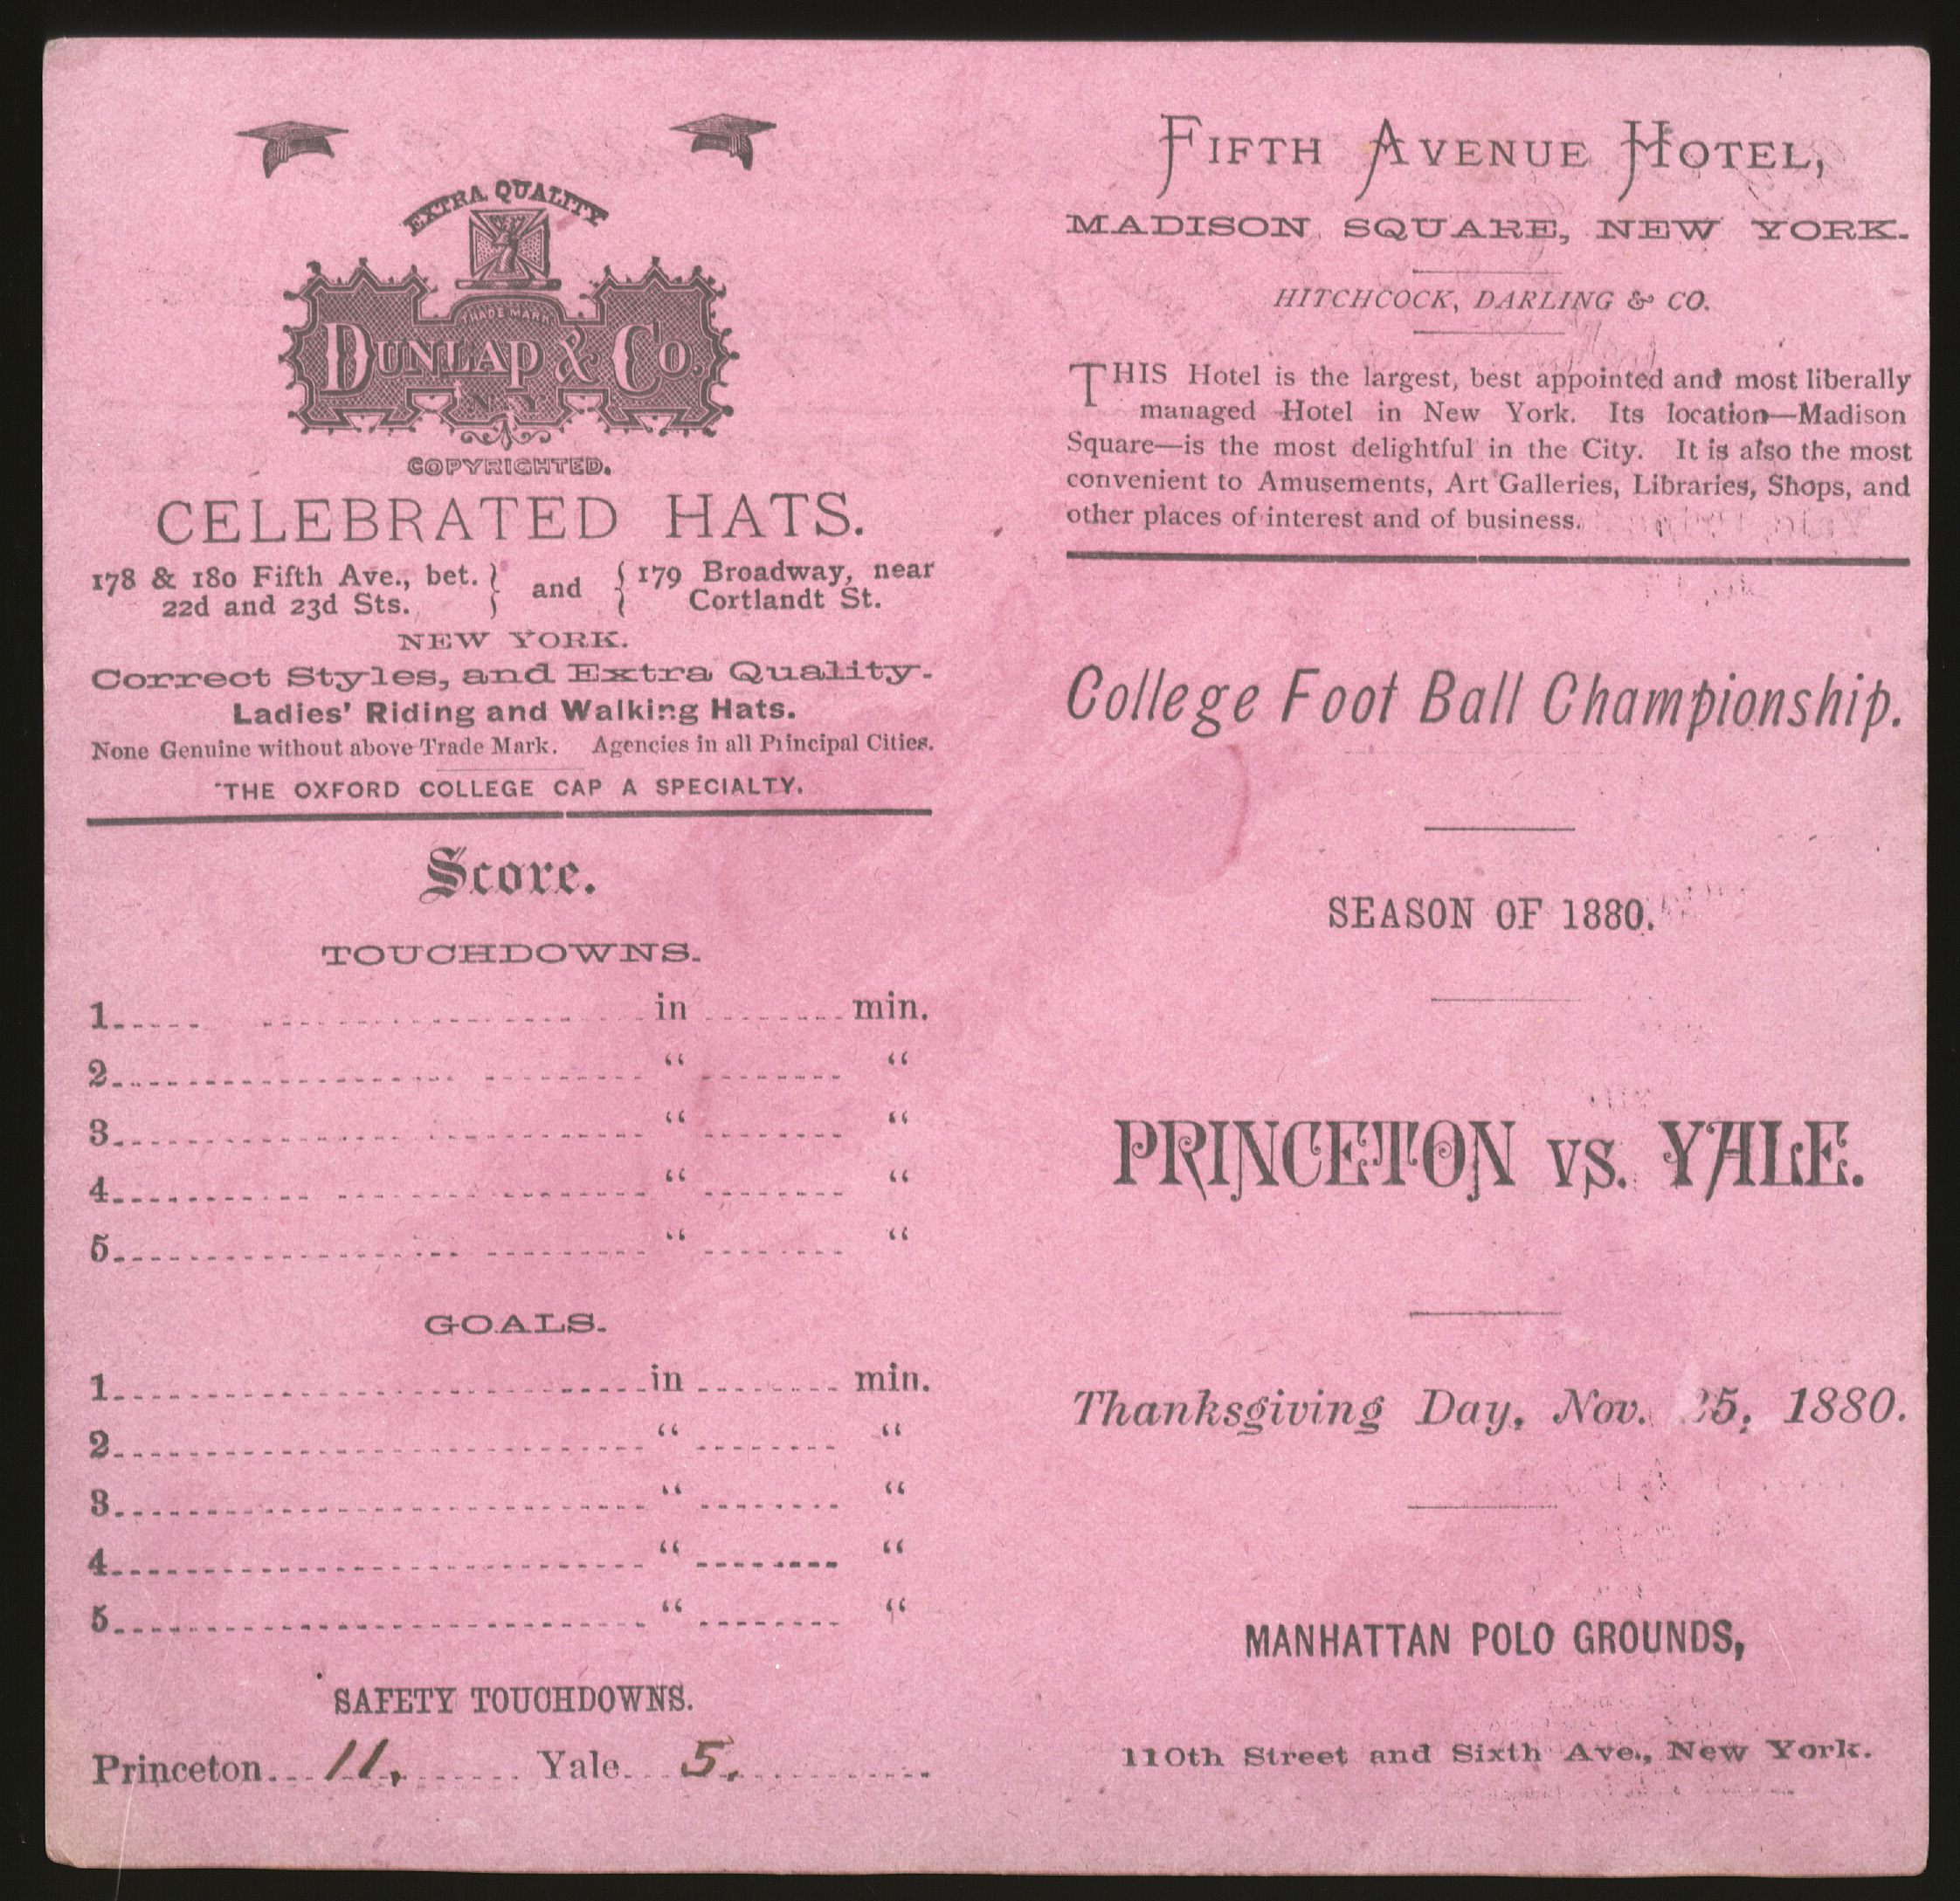 EXTRA QUALITY
TRADE MARK
DUNLAP & CO.
N.Y.
COPYRIGHTED.
CELEBRATED HATS.
178 & 180 Fifth Ave., bet. 22d and 23d Sts. } and { 179 Broadway, near Cortlandt St.
NEW YORK.
Correct Styles, and Extra Quality.
Ladies' Riding and Walking Hats.
None Genuine without above Trade Mark. Agencies in all Principal Cities.
THE OXFORD COLLEGE CAP A SPECIALTY.
Score.
TOUCHDOWNS.
1. in min.
2. “ “
3. “ “
4. “ “
5. “ “
GOALS.
1. in min.
2. “ “
3. “ “
4. “ “
5. “ “
SAFETY TOUCHDOWNS.
Princeton 11. Yale 5.
FIFTH AVENUE HOTEL,
MADISON SQUARE, NEW YORK.
HITCHCOCK, DARLING & CO.
THIS Hotel is the largest, best appointed and most liberally
managed Hotel in New York. Its location—Madison
Square—is the most delightful in the City. It is also the most
convenient to Amusements, Art Galleries, Libraries, Shops, and
other places of interest and of business.
College Foot Ball Championship.
SEASON OF 1880.
PRINCETON vs. YALE.
Thanksgiving Day, Nov. 25, 1880.
MANHATTAN POLO GROUNDS,
110th Street and Sixth Ave., New York.